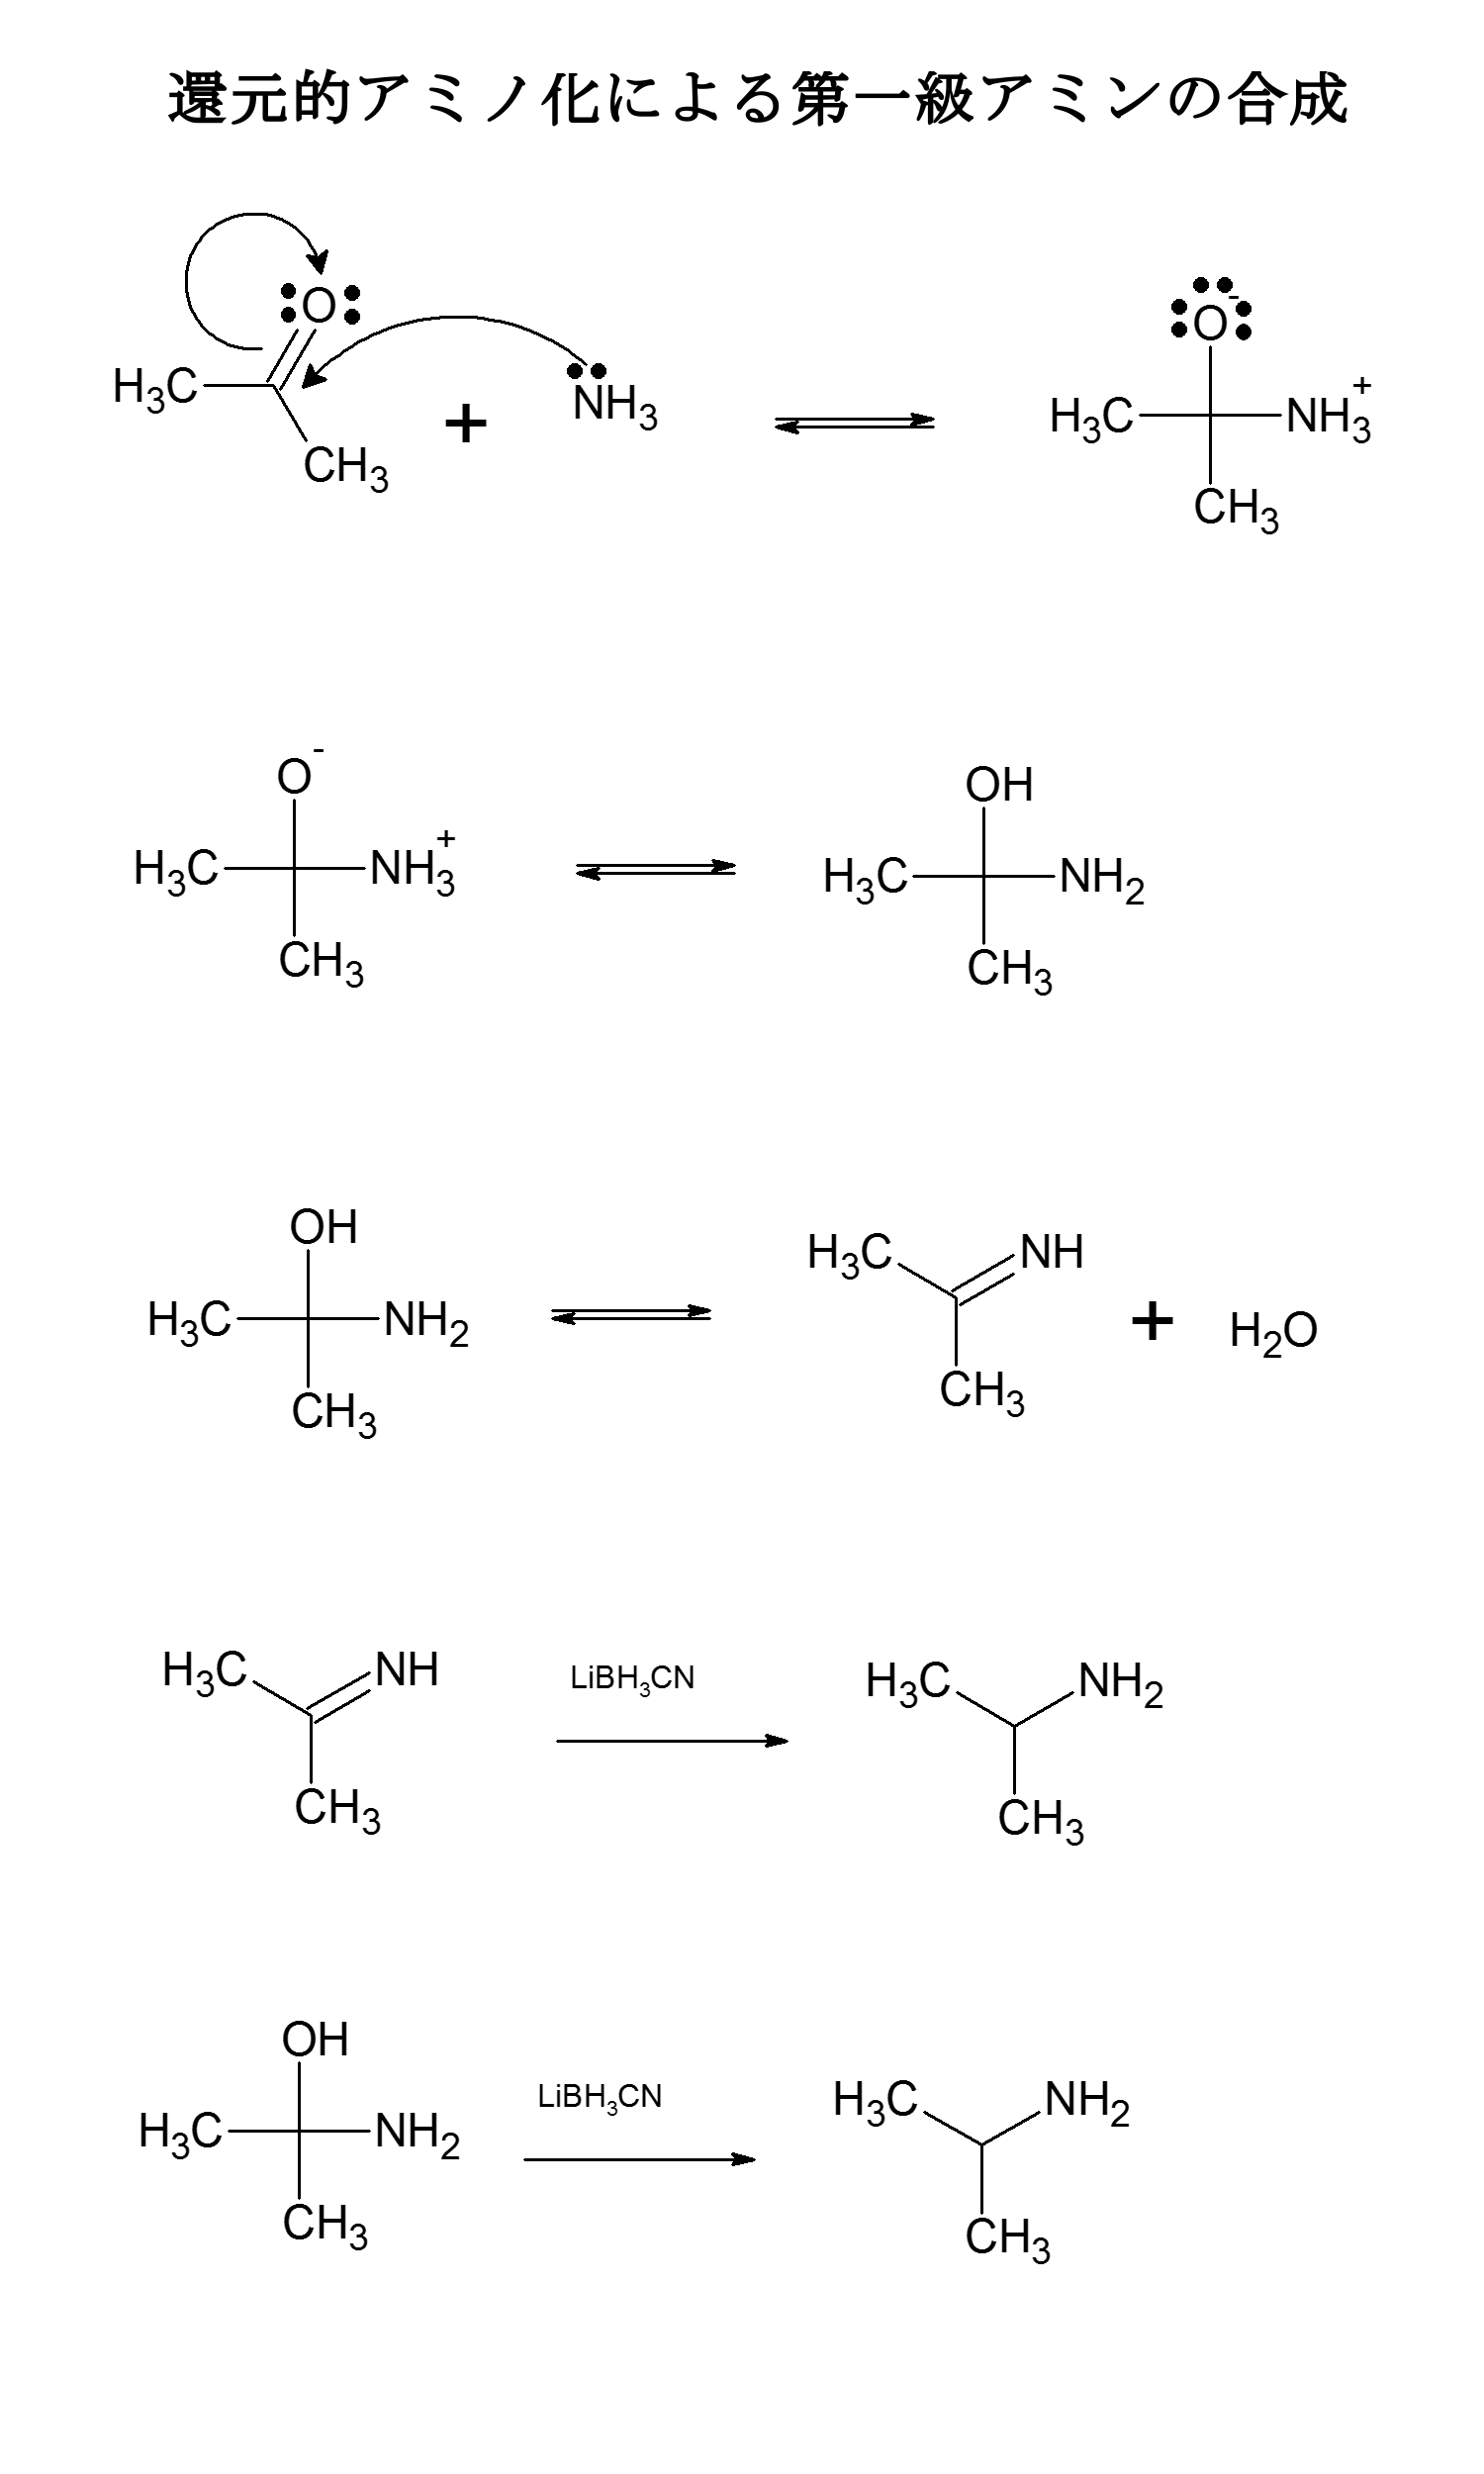 還元的アミノ化による第一級アミンの合成
O
H₃C
CH₃
+
NH₃
O⁻
H₃C
NH₃⁺
CH₃
O⁻
H₃C
NH₃⁺
CH₃
OH
H₃C
NH₂
CH₃
OH
H₃C
NH₂
CH₃
H₃C
NH
CH₃
+
H₂O
H₃C
NH
CH₃
LiBH₃CN
H₃C
NH₂
CH₃
OH
H₃C
NH₂
CH₃
LiBH₃CN
H₃C
NH₂
CH₃